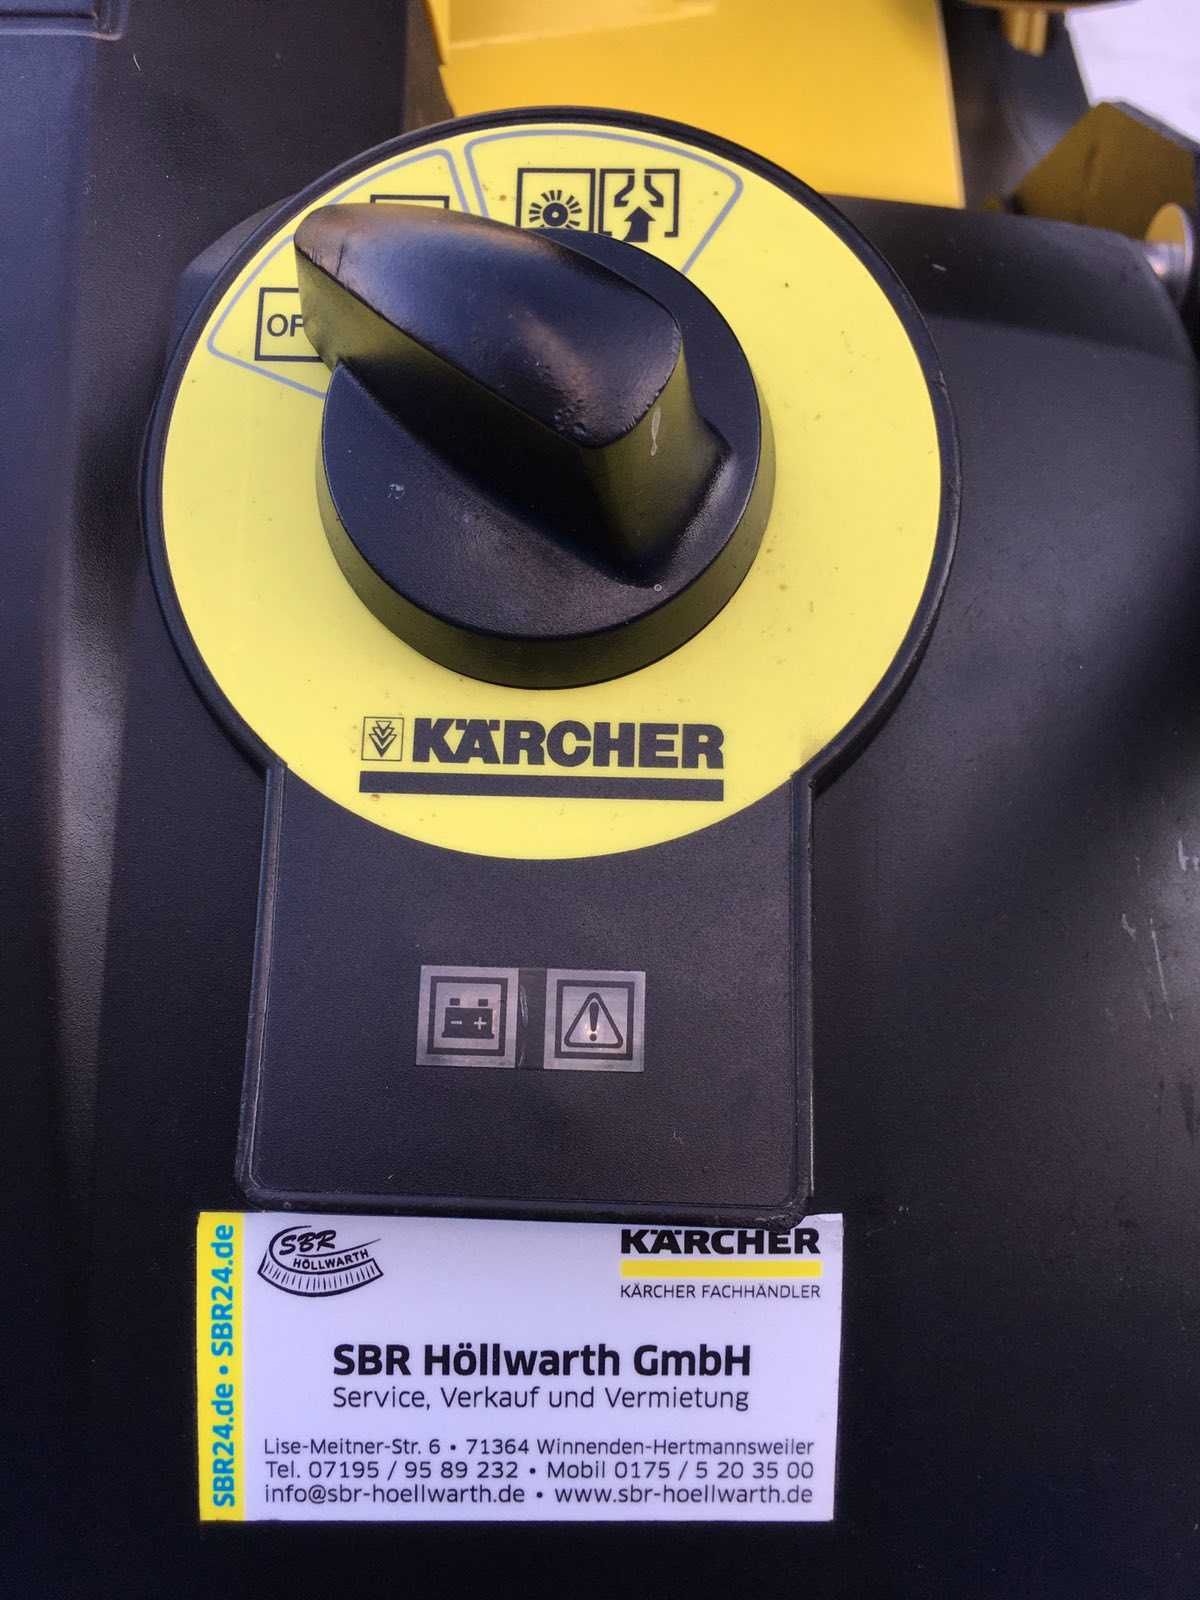 OF
KÄRCHER
- +
SBR24.de • SBR24.de
SBR
HÖLLWARTH
KÄRCHER
KÄRCHER FACHHÄNDLER
SBR Höllwarth GmbH
Service, Verkauf und Vermietung
Lise-Meitner-Str. 6 • 71364 Winnenden-Hertmannsweiler
Tel. 07195 / 95 89 232 • Mobil 0175 / 5 20 35 00
info@sbr-hoellwarth.de • www.sbr-hoellwarth.de